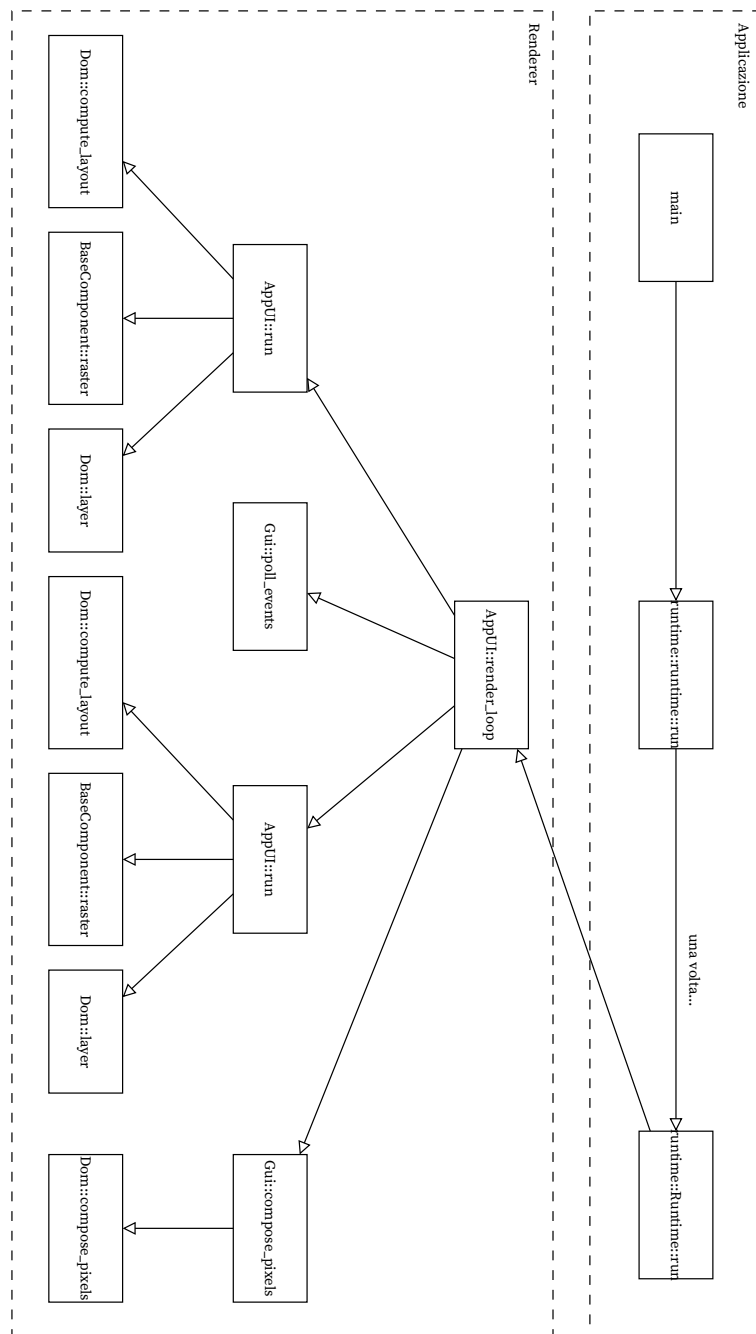 Applicazione
main
runtime::runtime::run
una volta...
runtime::Runtime::run
Renderer
AppUI::render_loop
AppUI::run
Gui::poll_events
AppUI::run
Gui::compose_pixels
Dom::compute_layout
BaseComponent::raster
Dom::layer
Dom::compute_layout
BaseComponent::raster
Dom::layer
Dom::compose_pixels